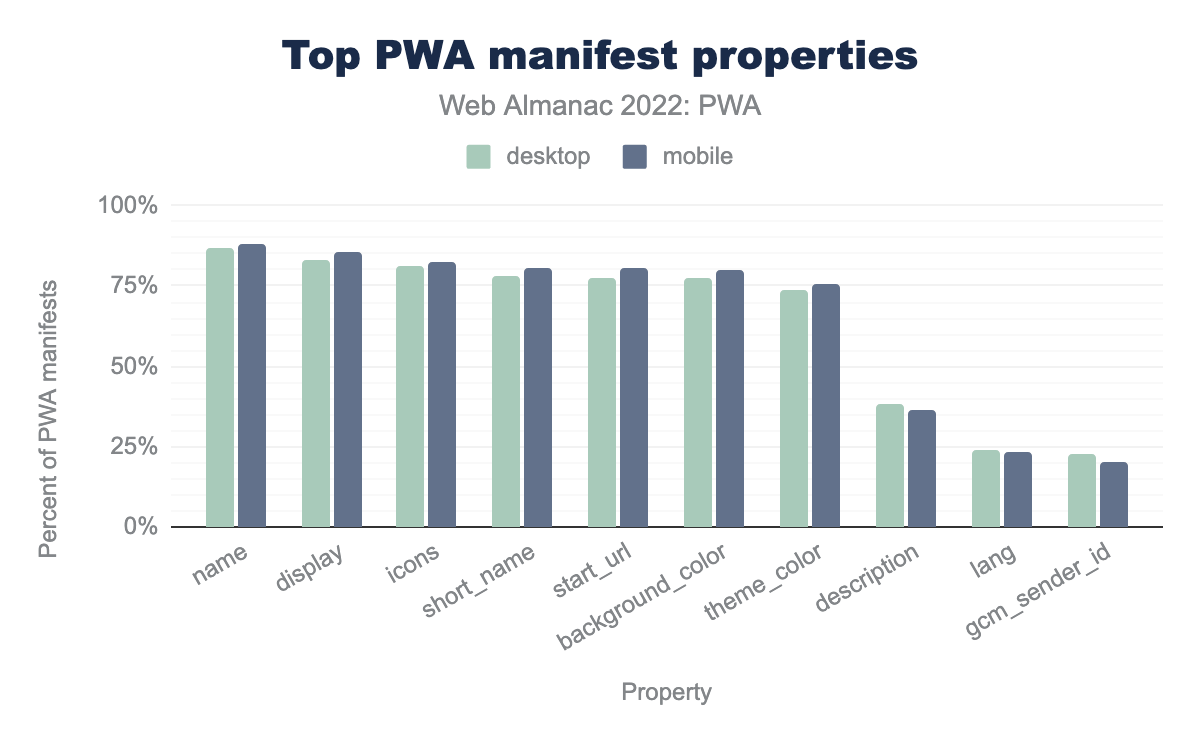 Top PWA manifest properties
Web Almanac 2022: PWA
desktop
mobile
100%
75%
50%
25%
0%
Percent of PWA manifests
name
display
icons
short_name
start_url
background_color
theme_color
description
lang
gcm_sender_id
Property